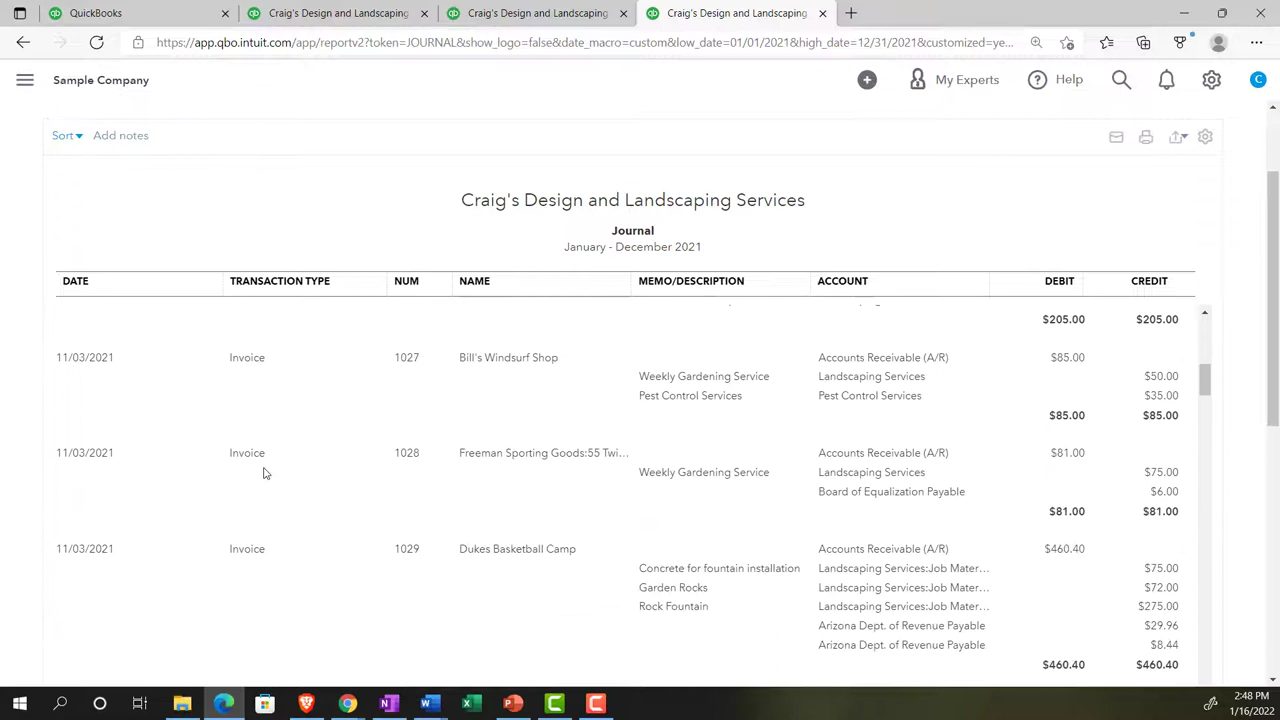 QuickBooks
Craig's Design and Landscaping
Craig's Design and Landscaping
Craig's Design and Landscaping
https://app.qbo.intuit.com/app/reportv2?token=JOURNAL&show_logo=false&date_macro=custom&low_date=01/01/2021&high_date=12/31/2021&customized=ye...
Sample Company My Experts Help C
Sort Add notes
Craig's Design and Landscaping Services
Journal
January - December 2021
DATE TRANSACTION TYPE NUM NAME MEMO/DESCRIPTION ACCOUNT DEBIT CREDIT
$205.00 $205.00
11/03/2021 Invoice 1027 Bill's Windsurf Shop Accounts Receivable (A/R) $85.00
Weekly Gardening Service Landscaping Services $50.00
Pest Control Services Pest Control Services $35.00
$85.00 $85.00
11/03/2021 Invoice 1028 Freeman Sporting Goods:55 Twi... Accounts Receivable (A/R) $81.00
Weekly Gardening Service Landscaping Services $75.00
Board of Equalization Payable $6.00
$81.00 $81.00
11/03/2021 Invoice 1029 Dukes Basketball Camp Accounts Receivable (A/R) $460.40
Concrete for fountain installation Landscaping Services:Job Mater... $75.00
Garden Rocks Landscaping Services:Job Mater... $72.00
Rock Fountain Landscaping Services:Job Mater... $275.00
Arizona Dept. of Revenue Payable $29.96
Arizona Dept. of Revenue Payable $8.44
$460.40 $460.40
2:48 PM
1/16/2022